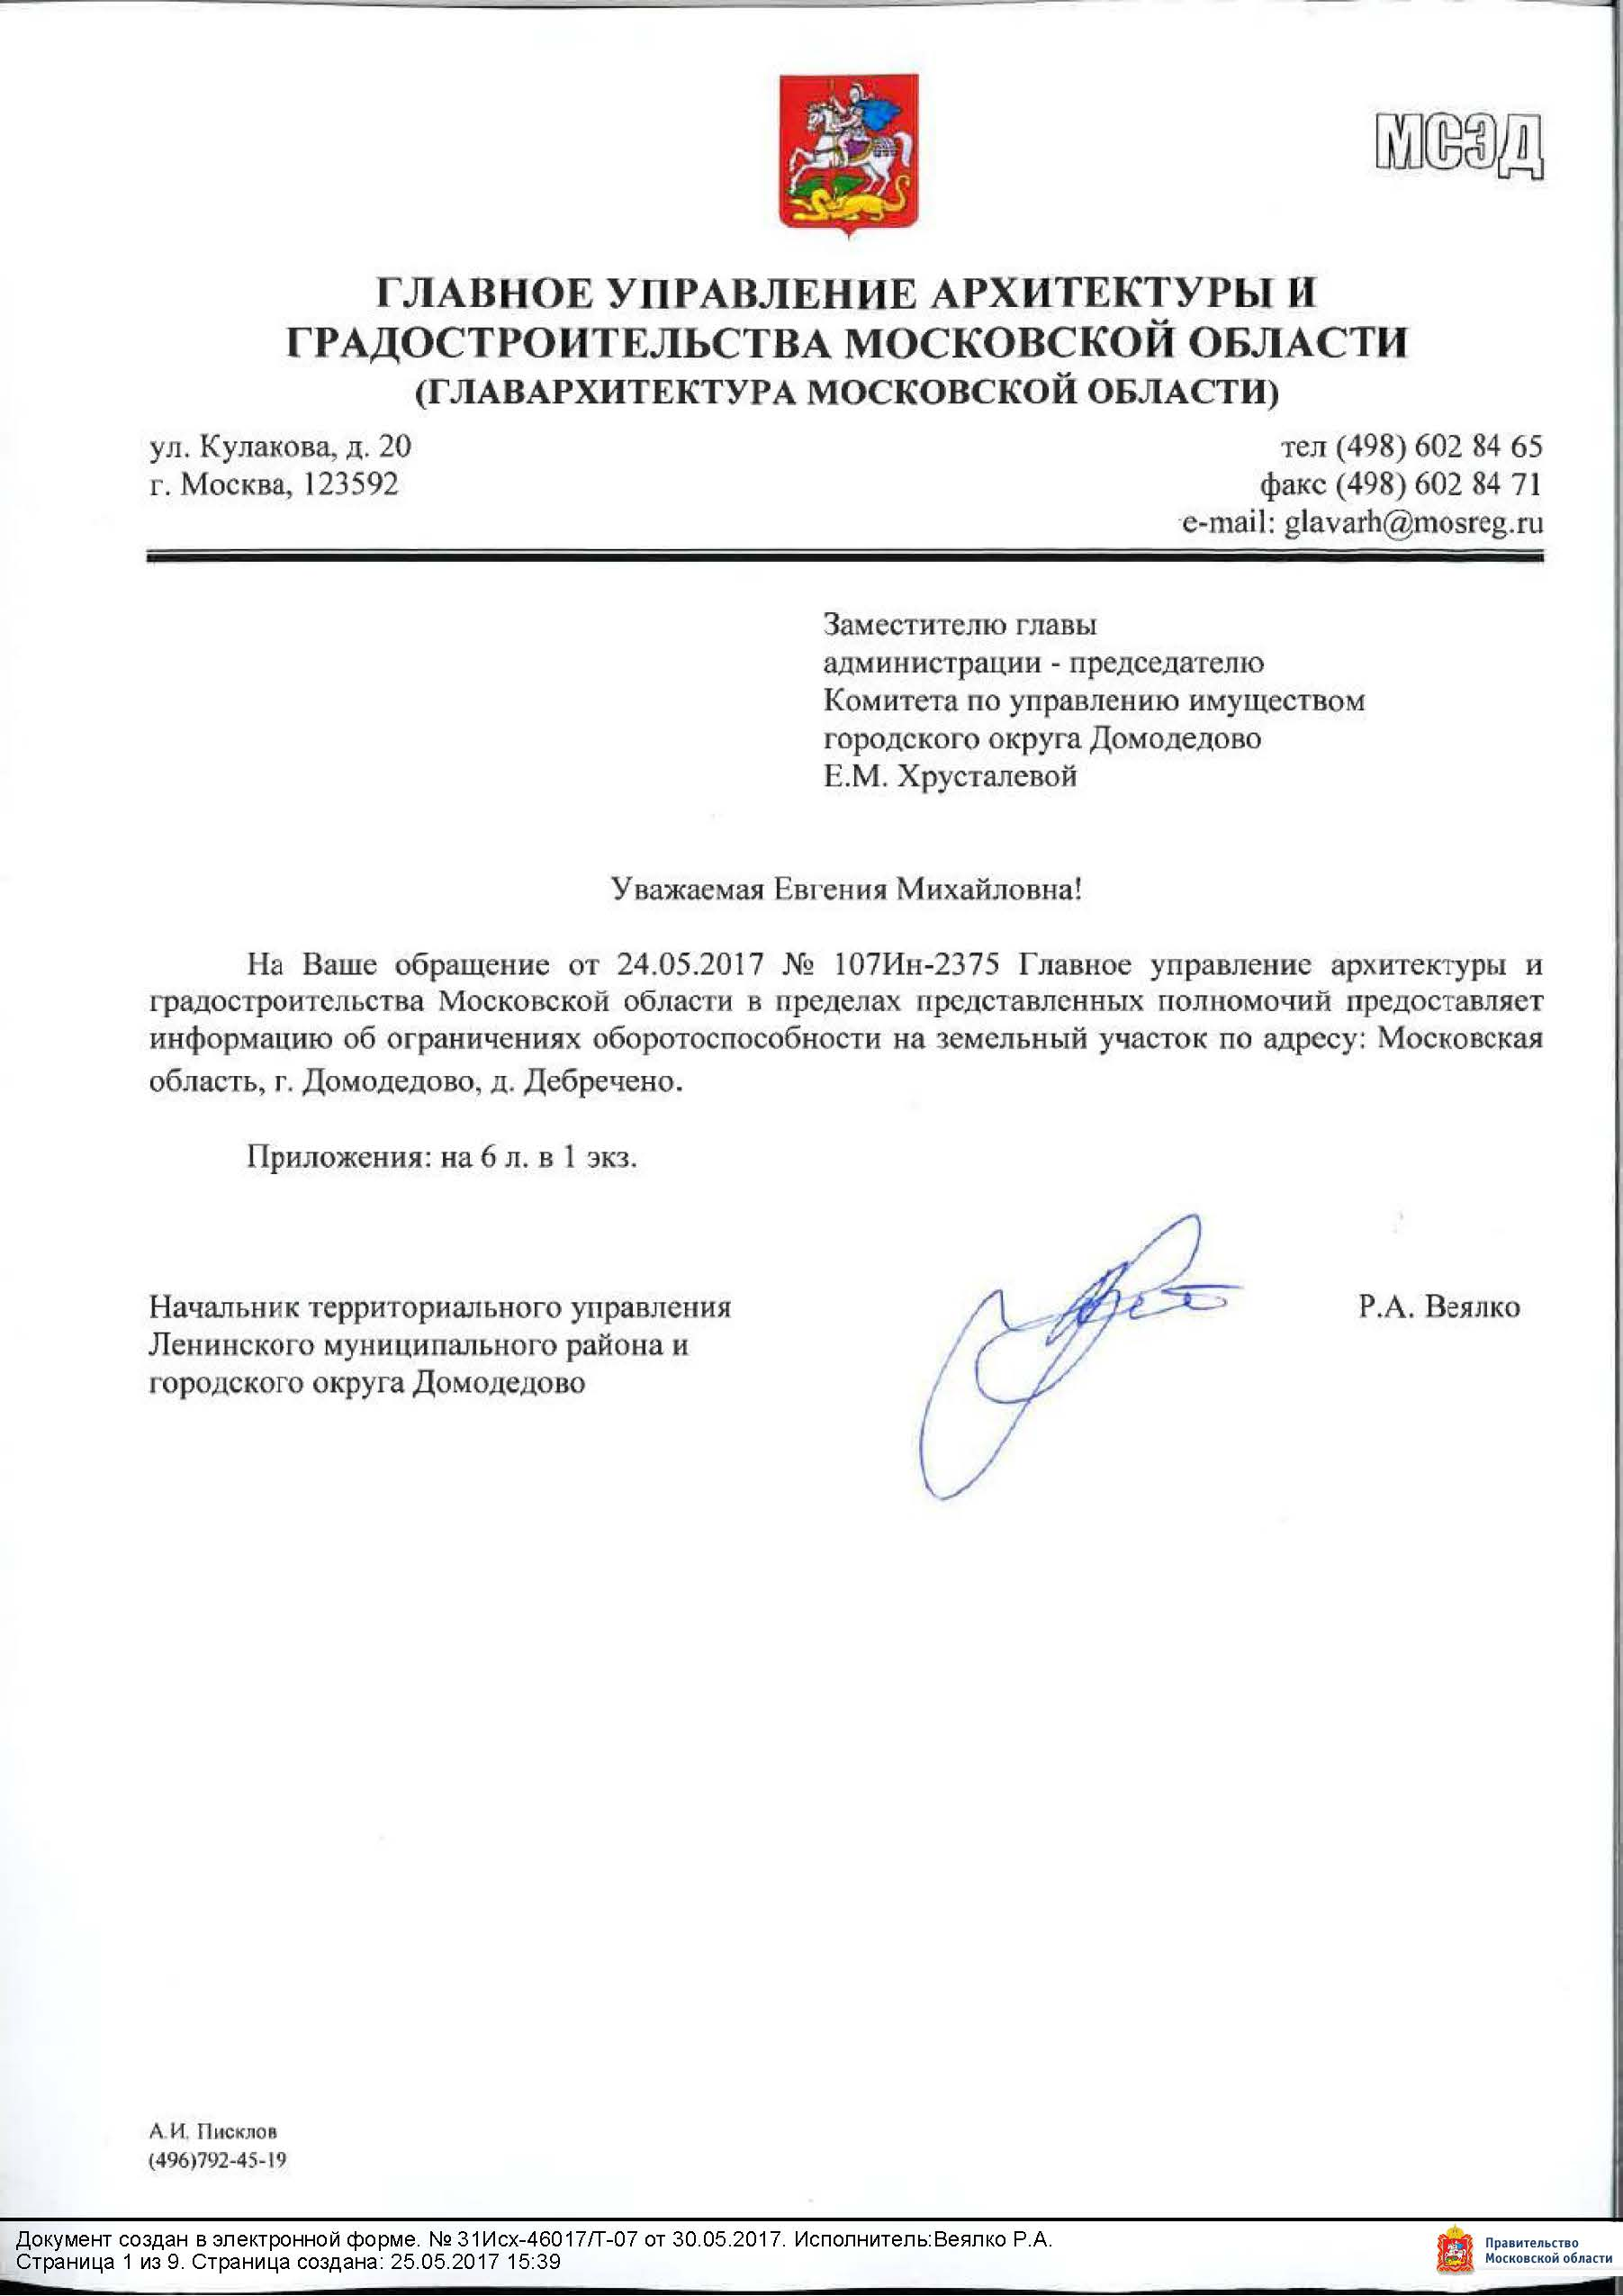 МСЭД
ГЛАВНОЕ УПРАВЛЕНИЕ АРХИТЕКТУРЫ И
ГРАДОСТРОИТЕЛЬСТВА МОСКОВСКОЙ ОБЛАСТИ
(ГЛАВАРХИТЕКТУРА МОСКОВСКОЙ ОБЛАСТИ)
ул. Кулакова, д. 20
г. Москва, 123592
тел (498) 602 84 65
факс (498) 602 84 71
e-mail: glavarh@mosreg.ru
Заместителю главы
администрации - председателю
Комитета по управлению имуществом
городского округа Домодедово
Е.М. Хрусталевой
Уважаемая Евгения Михайловна!
На Ваше обращение от 24.05.2017 № 107Ин-2375 Главное управление архитектуры и
градостроительства Московской области в пределах представленных полномочий предоставляет
информацию об ограничениях оборотоспособности на земельный участок по адресу: Московская
область, г. Домодедово, д. Дебречено.
Приложения: на 6 л. в 1 экз.
Начальник территориального управления
Ленинского муниципального района и
городского округа Домодедово
Р.А. Веялко
А.И. Писклов
(496)792-45-19
Документ создан в электронной форме. № 31Исх-46017/Т-07 от 30.05.2017. Исполнитель:Веялко Р.А.
Страница 1 из 9. Страница создана: 25.05.2017 15:39
Правительство
Московской области